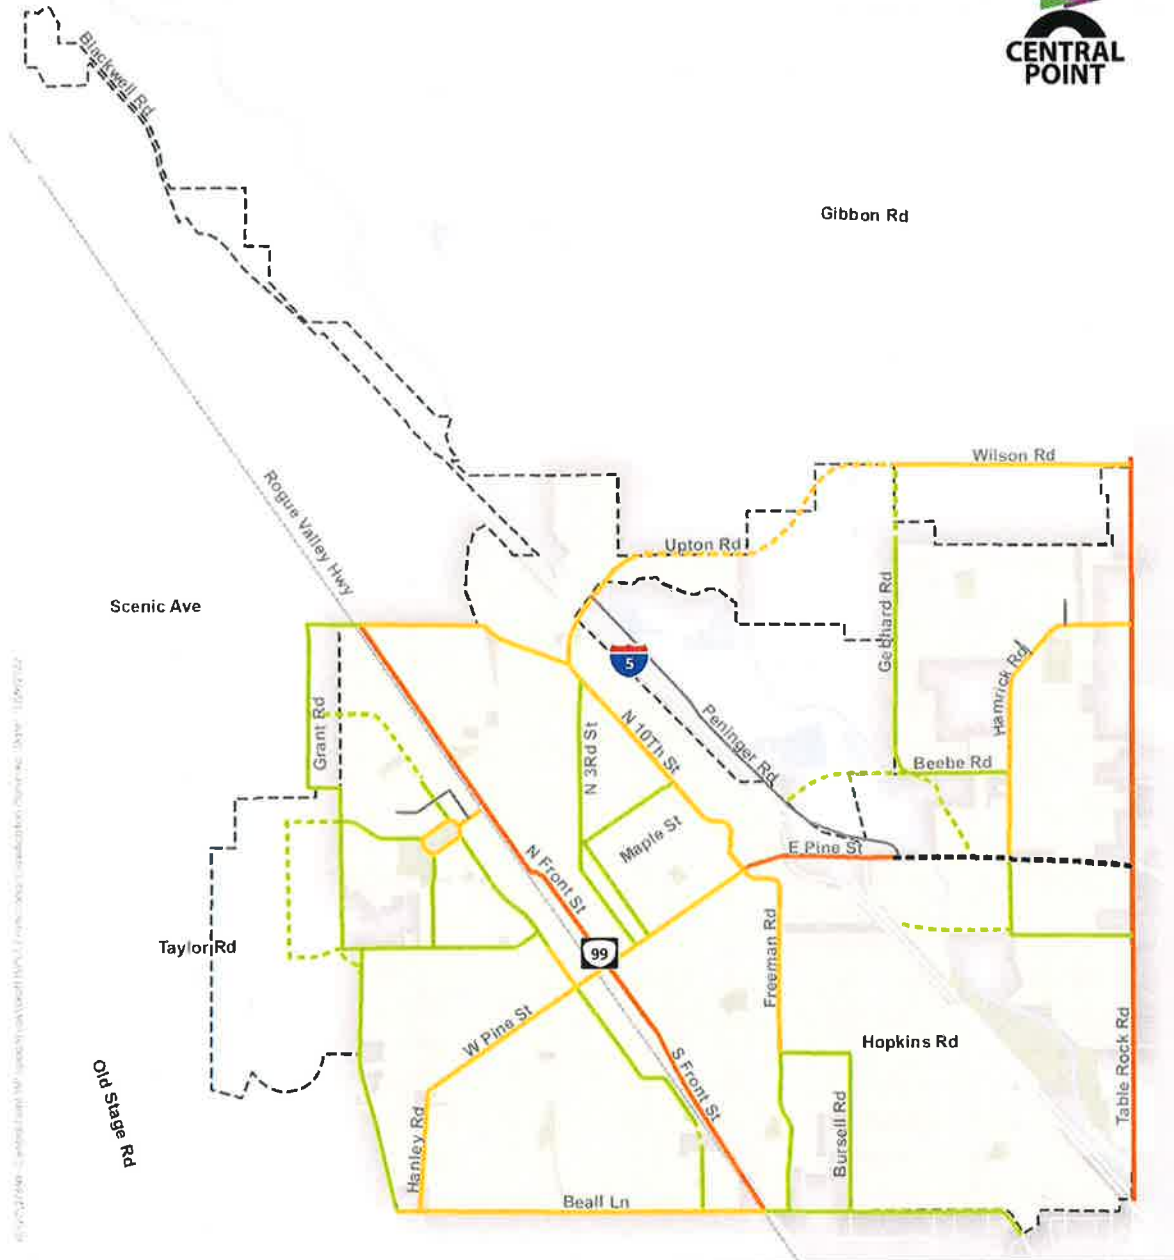 CENTRAL
POINT
Blackwell Rd
Gibbon Rd
Wilson Rd
Rogue Valley Hwy
Upton Rd
Scenic Ave
Gebhard Rd
5
Hamrick Rd
Grant Rd
N 3Rd St
N 10Th St
Peninger Rd
Beebe Rd
Maple St
E Pine St
N Front St
99
Freeman Rd
Taylor Rd
W Pine St
Hopkins Rd
S Front St
Table Rock Rd
Old Stage Rd
Hanley Rd
Bursell Rd
Beall Ln